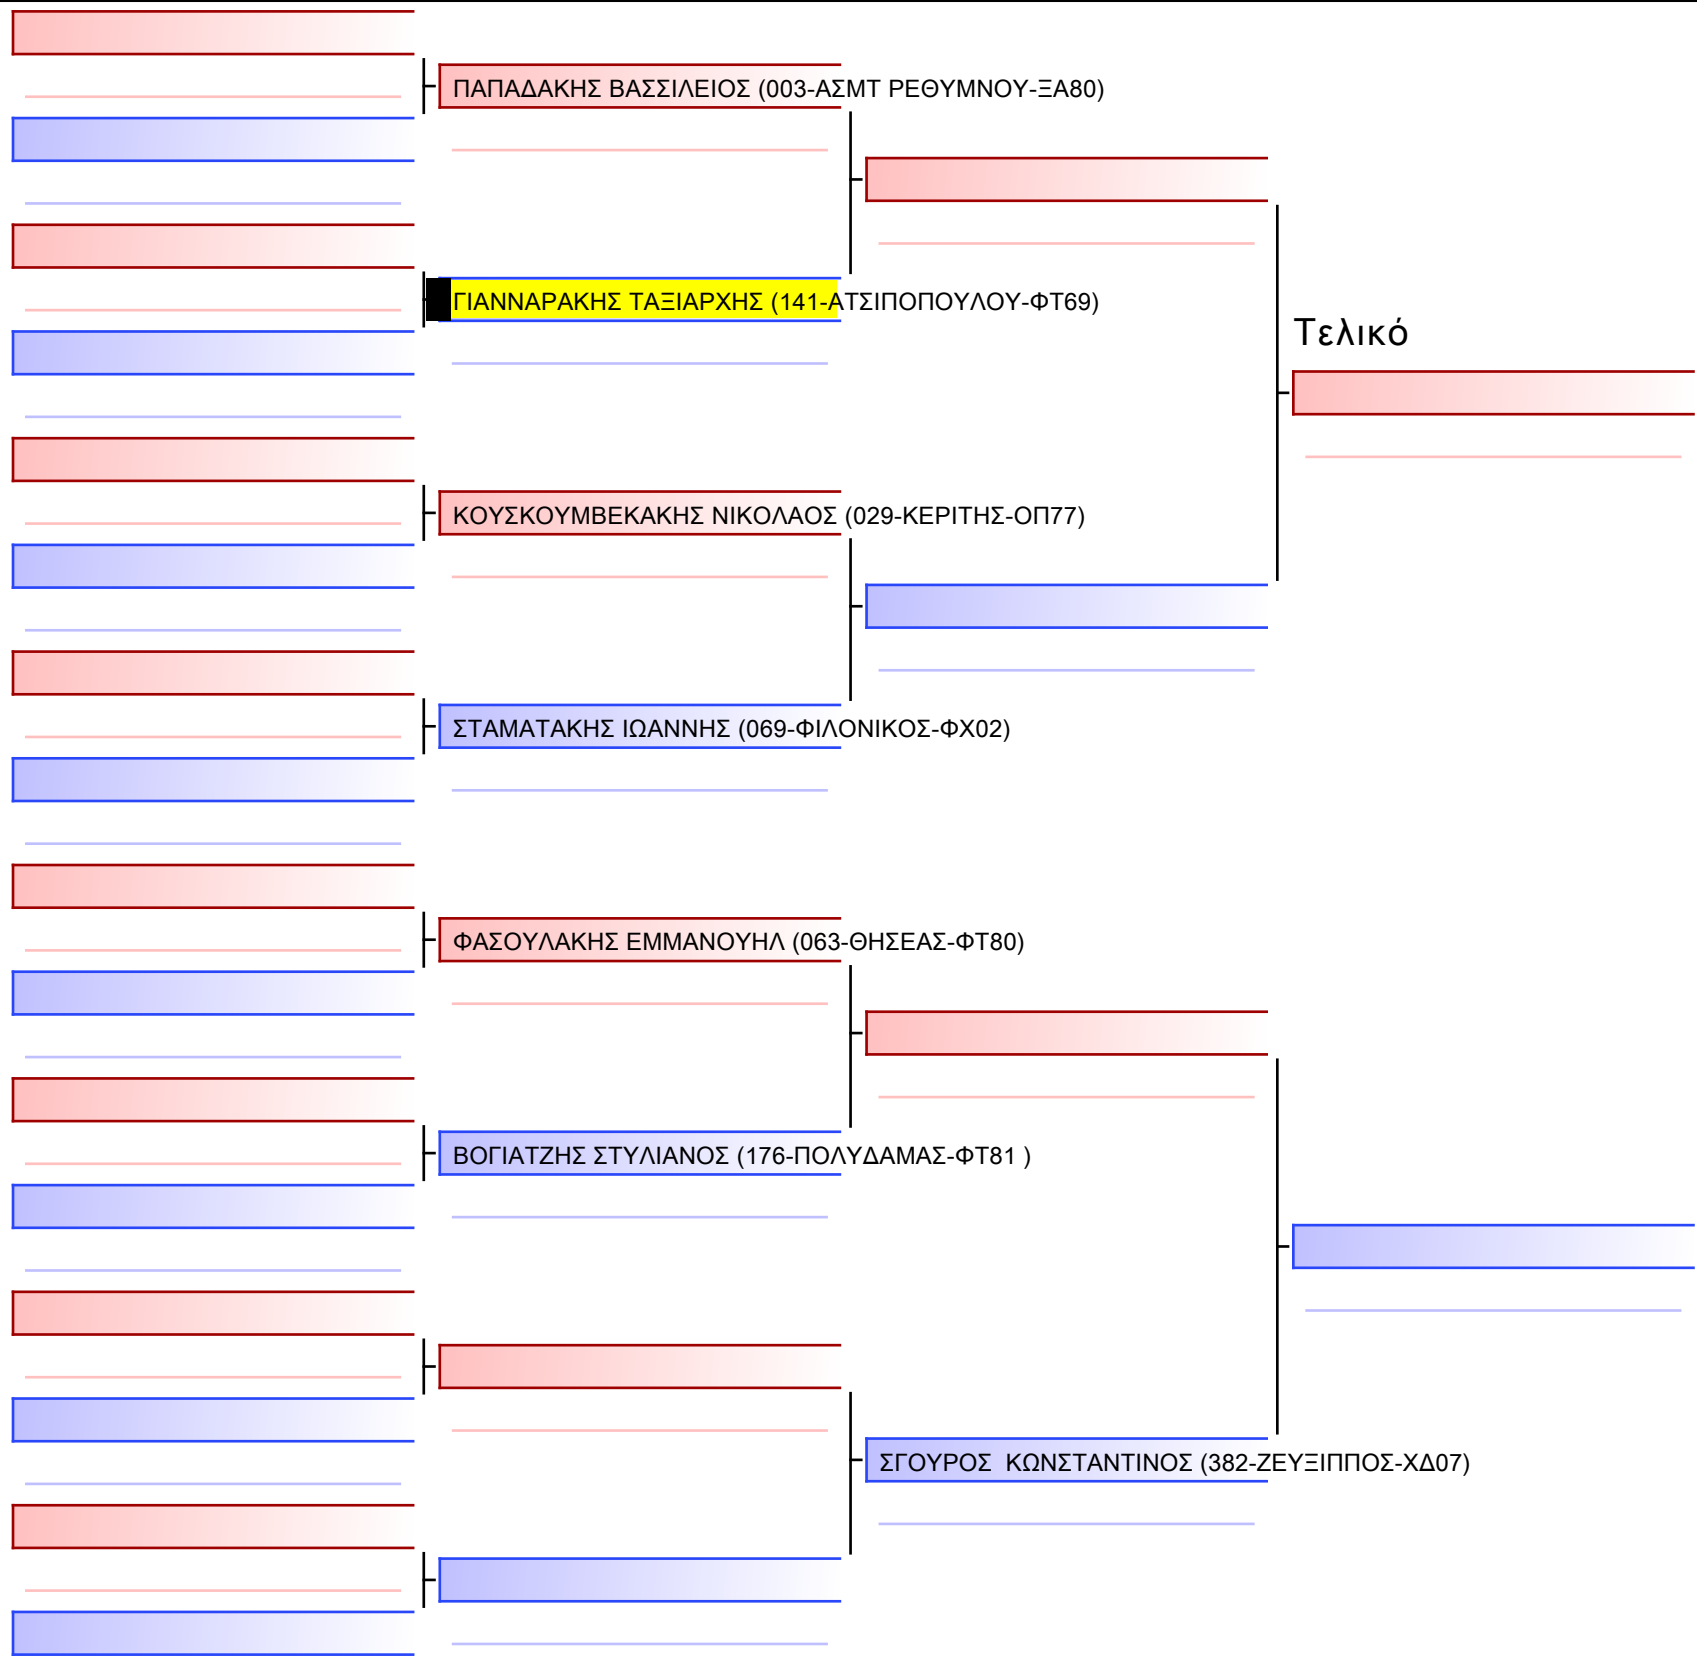 ΠΑΠΑΔΑΚΗΣ ΒΑΣΣΙΛΕΙΟΣ (003-ΑΣΜΤ ΡΕΘΥΜΝΟΥ-ΞΑ80)
ΓΙΑΝΝΑΡΑΚΗΣ ΤΑΞΙΑΡΧΗΣ (141-ΑΤΣΙΠΟΠΟΥΛΟΥ-ΦΤ69)
Τελικό
ΚΟΥΣΚΟΥΜΒΕΚΑΚΗΣ ΝΙΚΟΛΑΟΣ (029-ΚΕΡΙΤΗΣ-ΟΠ77)
ΣΤΑΜΑΤΑΚΗΣ ΙΩΑΝΝΗΣ (069-ΦΙΛΟΝΙΚΟΣ-ΦΧ02)
ΦΑΣΟΥΛΑΚΗΣ ΕΜΜΑΝΟΥΗΛ (063-ΘΗΣΕΑΣ-ΦΤ80)
ΒΟΓΙΑΤΖΗΣ ΣΤΥΛΙΑΝΟΣ (176-ΠΟΛΥΔΑΜΑΣ-ΦΤ81 )
ΣΓΟΥΡΟΣ  ΚΩΝΣΤΑΝΤΙΝΟΣ (382-ΖΕΥΞΙΠΠΟΣ-ΧΔ07)